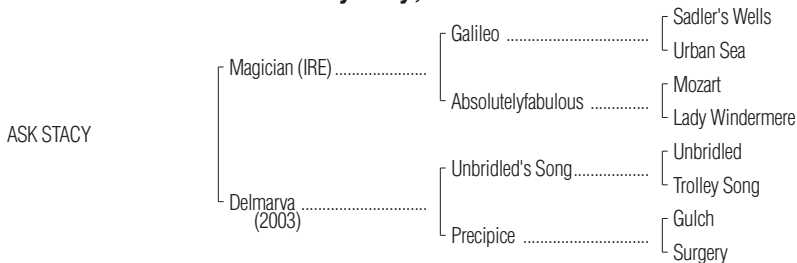 Sadler's Wells
Galileo ........................................
Urban Sea
Magician (IRE) ......................
Mozart
Absolutelyfabulous ..............
Lady Windermere
ASK STACY
Unbridled
Unbridled's Song..................
Trolley Song
Delmarva ..............................
(2003)
Gulch
Precipice ..............................
Surgery